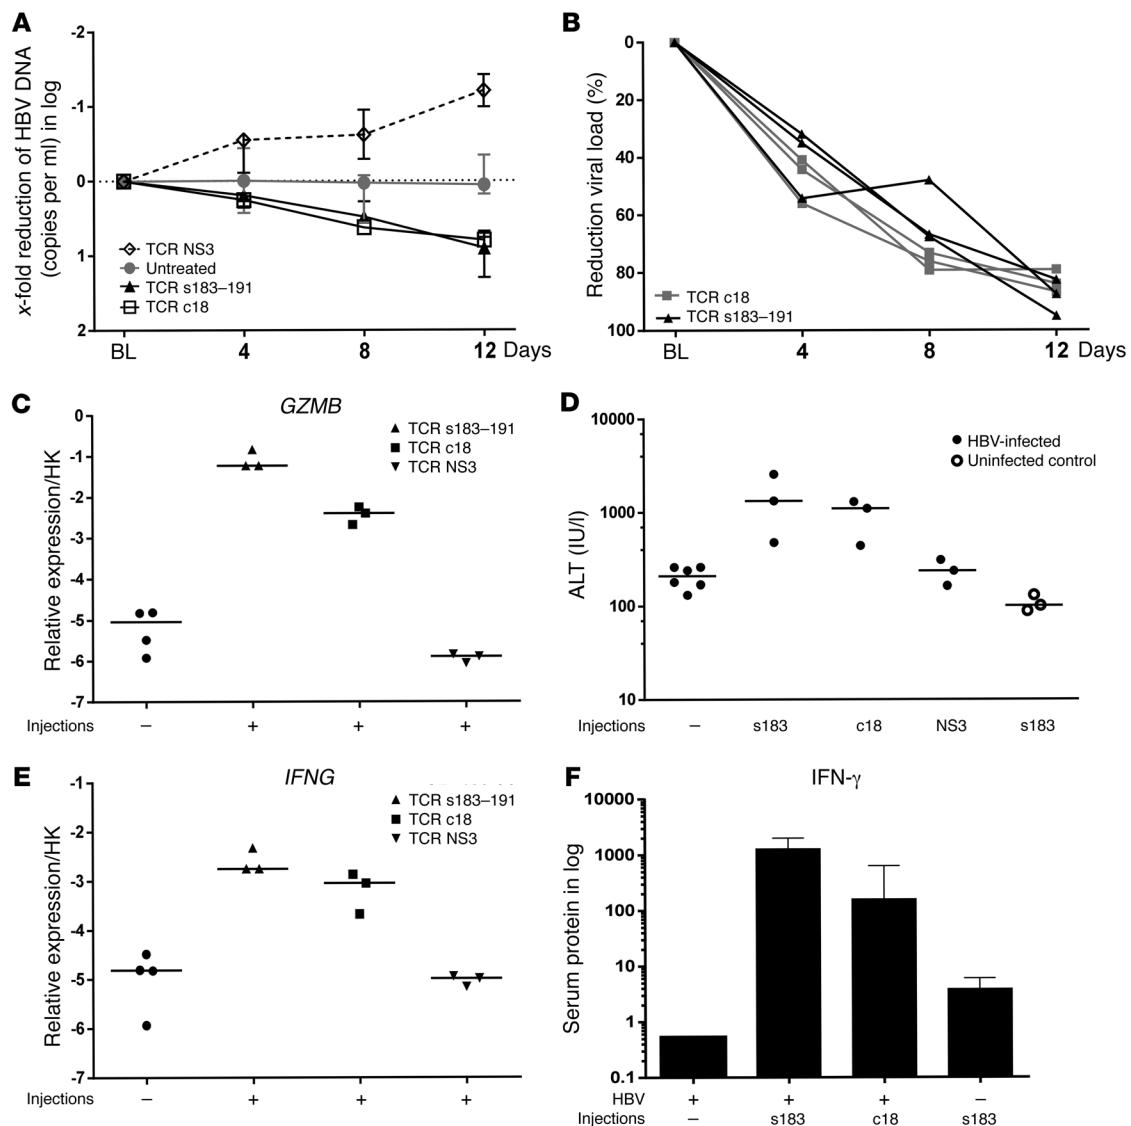 A
x-fold reduction of HBV DNA
(copies per ml) in log
-2
-1
0
1
2
TCR NS3
Untreated
TCR s183–191
TCR c18
BL 4 8 12 Days
B
Reduction viral load (%)
0
20
40
60
80
100
TCR c18
TCR s183–191
BL 4 8 12 Days
C
GZMB
Relative expression/HK
0
-1
-2
-3
-4
-5
-6
-7
TCR s183–191
TCR c18
TCR NS3
Injections – + + +
D
ALT (IU/l)
10000
1000
100
10
HBV-infected
Uninfected control
Injections – s183 c18 NS3 s183
E
IFNG
Relative expression/HK
-1
-2
-3
-4
-5
-6
-7
TCR s183–191
TCR c18
TCR NS3
Injections – + + +
F
IFN-γ
Serum protein in log
10000
1000
100
10
1
0.1
HBV + + + –
Injections – s183 c18 s183